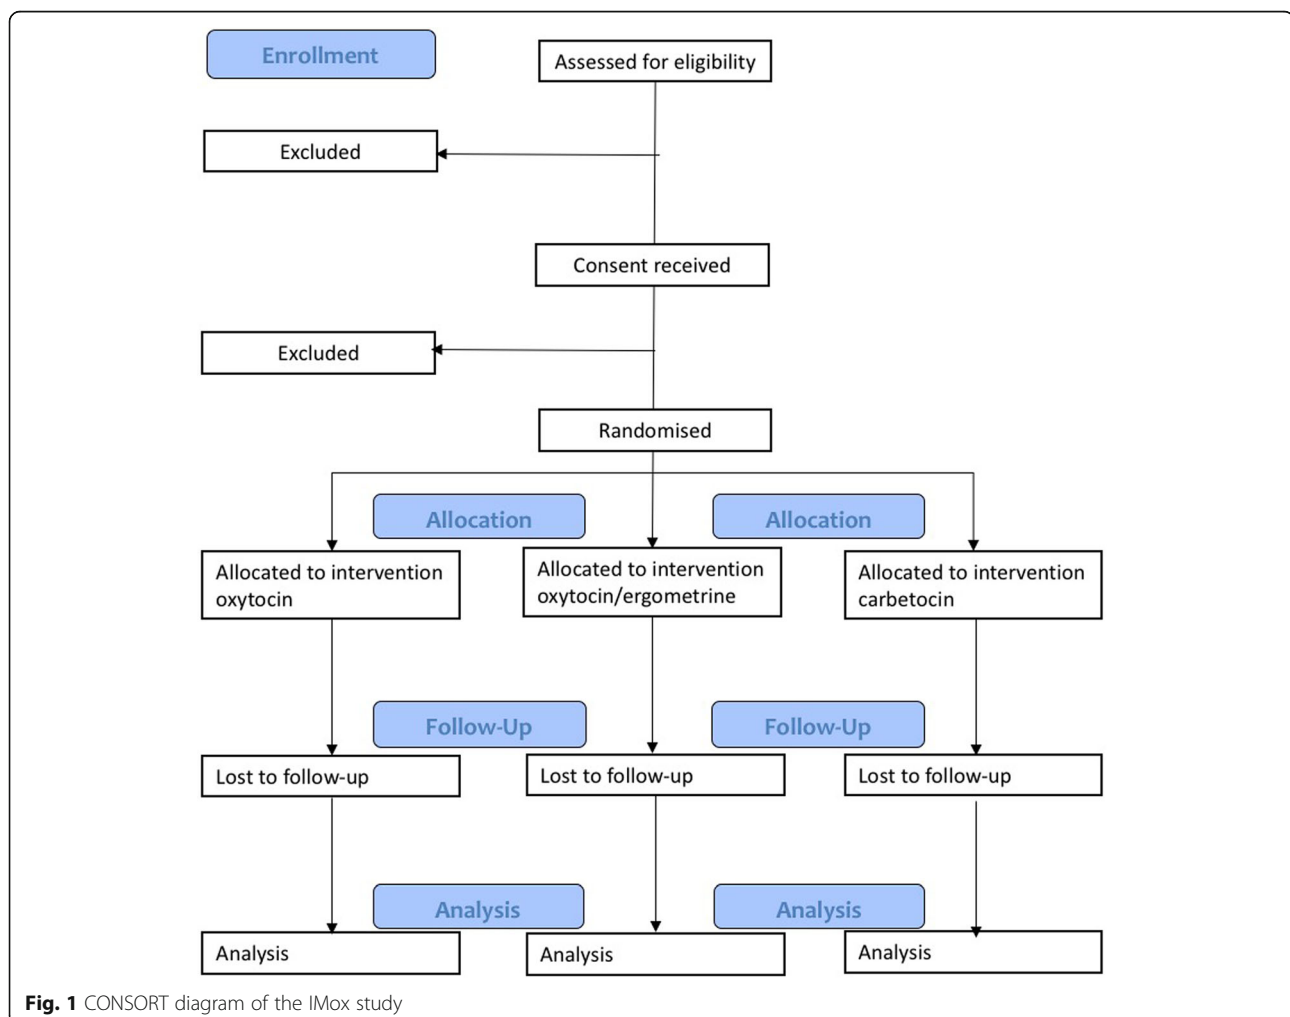 Enrollment
Assessed for eligibility
Excluded
Consent received
Excluded
Randomised
Allocation
Allocation
Allocated to intervention
oxytocin
Allocated to intervention
oxytocin/ergometrine
Allocated to intervention
carbetocin
Follow-Up
Follow-Up
Lost to follow-up
Lost to follow-up
Lost to follow-up
Analysis
Analysis
Analysis
Analysis
Analysis
Fig. 1 CONSORT diagram of the IMox study